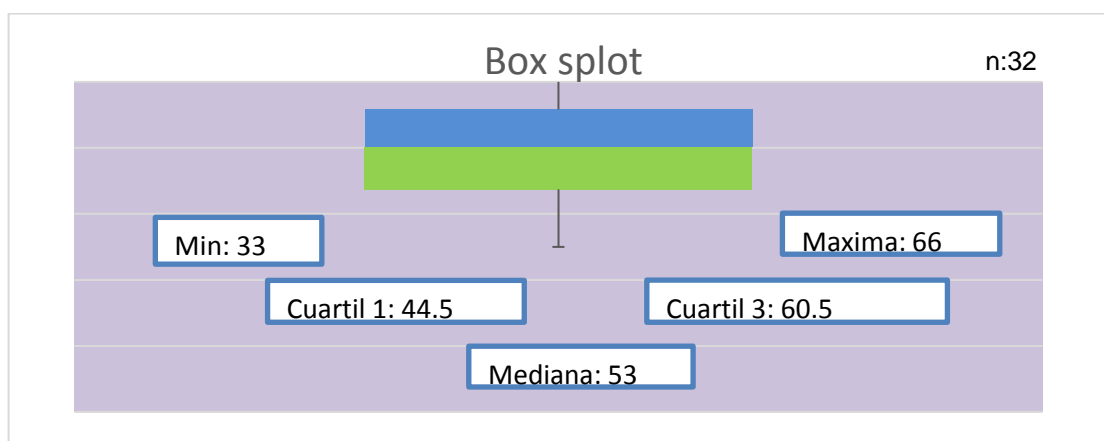 Box splot
n:32
Min: 33
Maxima: 66
Cuartil 1: 44.5
Cuartil 3: 60.5
Mediana: 53